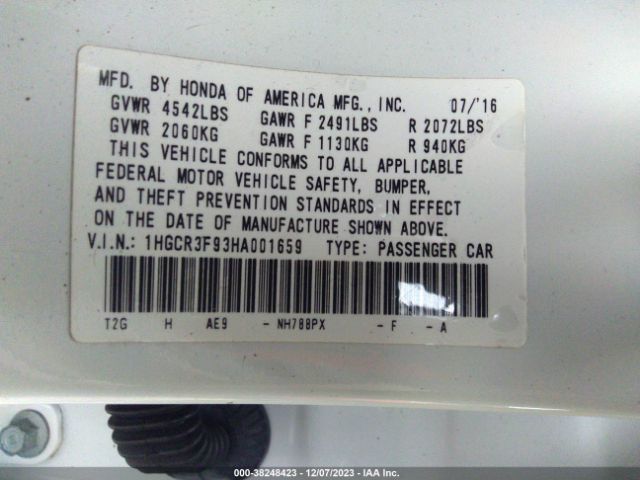 MFD. BY HONDA OF AMERICA MFG., INC. 07/'16
GVWR 4542LBS GAWR F 2491LBS R 2072LBS
GVWR 2060KG GAWR F 1130KG R 940KG
THIS VEHICLE CONFORMS TO ALL APPLICABLE
FEDERAL MOTOR VEHICLE SAFETY, BUMPER,
AND THEFT PREVENTION STANDARDS IN EFFECT
ON THE DATE OF MANUFACTURE SHOWN ABOVE.
V.I.N.: 1HGCR3F93HA001659 TYPE: PASSENGER CAR
T2G H AE9 - NH788PX - F - A
000-38248423 - 12/07/2023 - IAA Inc.